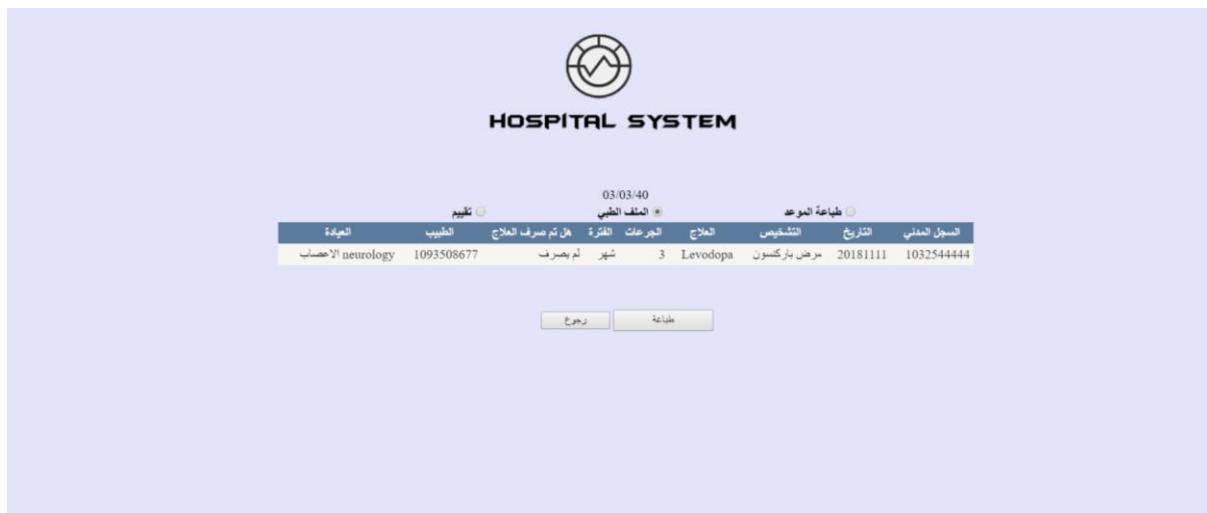 HOSPITAL SYSTEM
03/03/40
طباعة الموعد الملف الطبي تقييم
السجل المدني التاريخ التشخيص العلاج الجرعات الفترة هل تم صرف العلاج الطبيب العيادة
1032544444 20181111 مرض باركنسون Levodopa 3 شهر لم يصرف 1093508677 neurology الاعصاب
طباعة رجوع